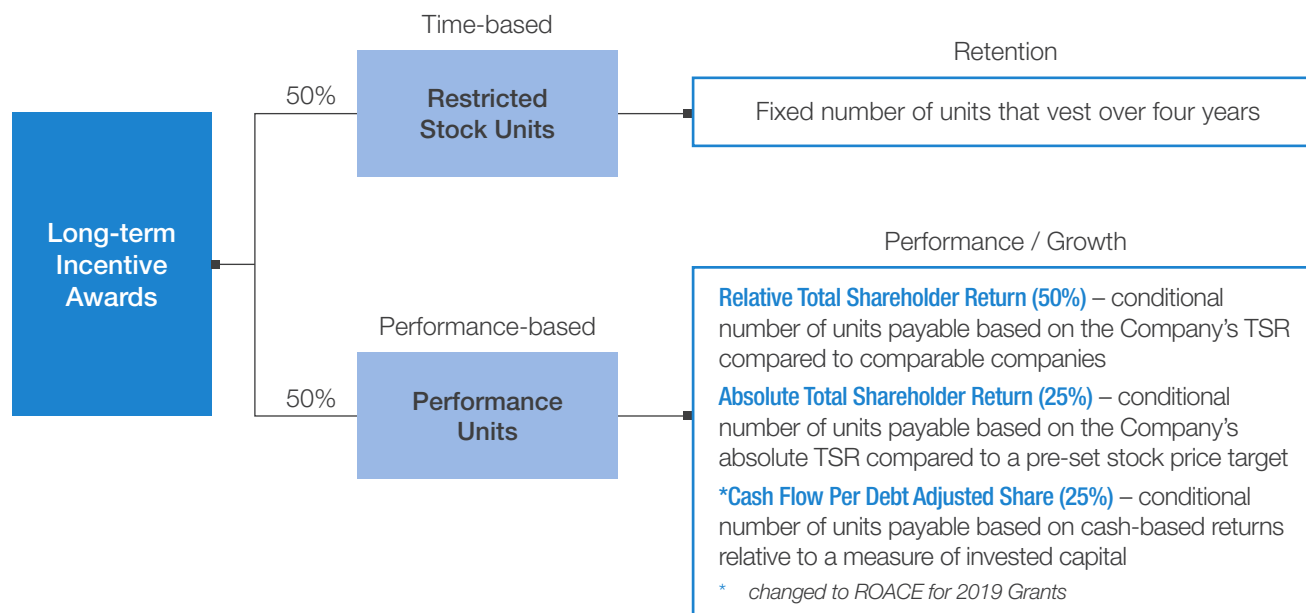 Time-based
50%
Restricted
Stock Units
Retention
Fixed number of units that vest over four years
Long-term
Incentive
Awards
Performance-based
50%
Performance
Units
Performance / Growth
Relative Total Shareholder Return (50%) – conditional
number of units payable based on the Company’s TSR
compared to comparable companies
Absolute Total Shareholder Return (25%) – conditional
number of units payable based on the Company’s
absolute TSR compared to a pre-set stock price target
*Cash Flow Per Debt Adjusted Share (25%) – conditional
number of units payable based on cash-based returns
relative to a measure of invested capital
* changed to ROACE for 2019 Grants